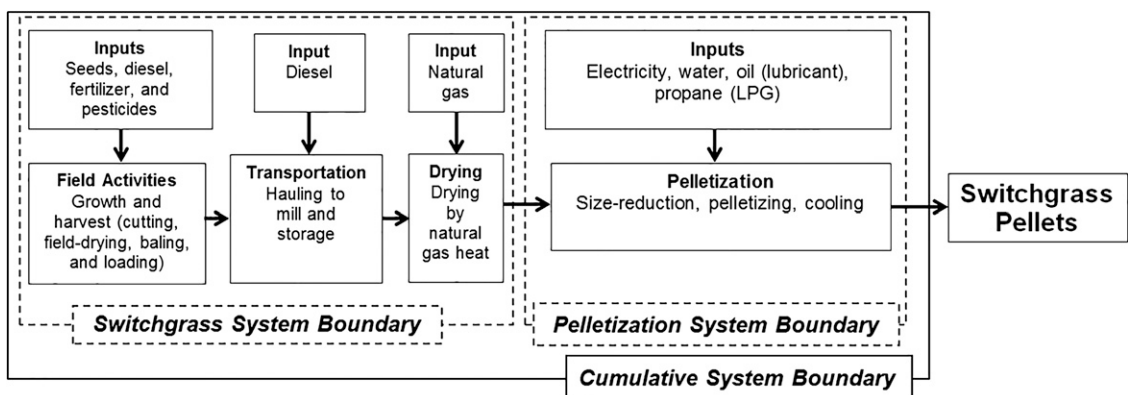 Inputs
Seeds, diesel,
fertilizer, and
pesticides
Input
Diesel
Input
Natural
gas
Inputs
Electricity, water, oil (lubricant),
propane (LPG)
Field Activities
Growth and
harvest (cutting,
field-drying, baling,
and loading)
Transportation
Hauling to
mill and
storage
Drying
Drying
by
natural
gas heat
Pelletization
Size-reduction, pelletizing, cooling
Switchgrass
Pellets
Switchgrass System Boundary
Pelletization System Boundary
Cumulative System Boundary